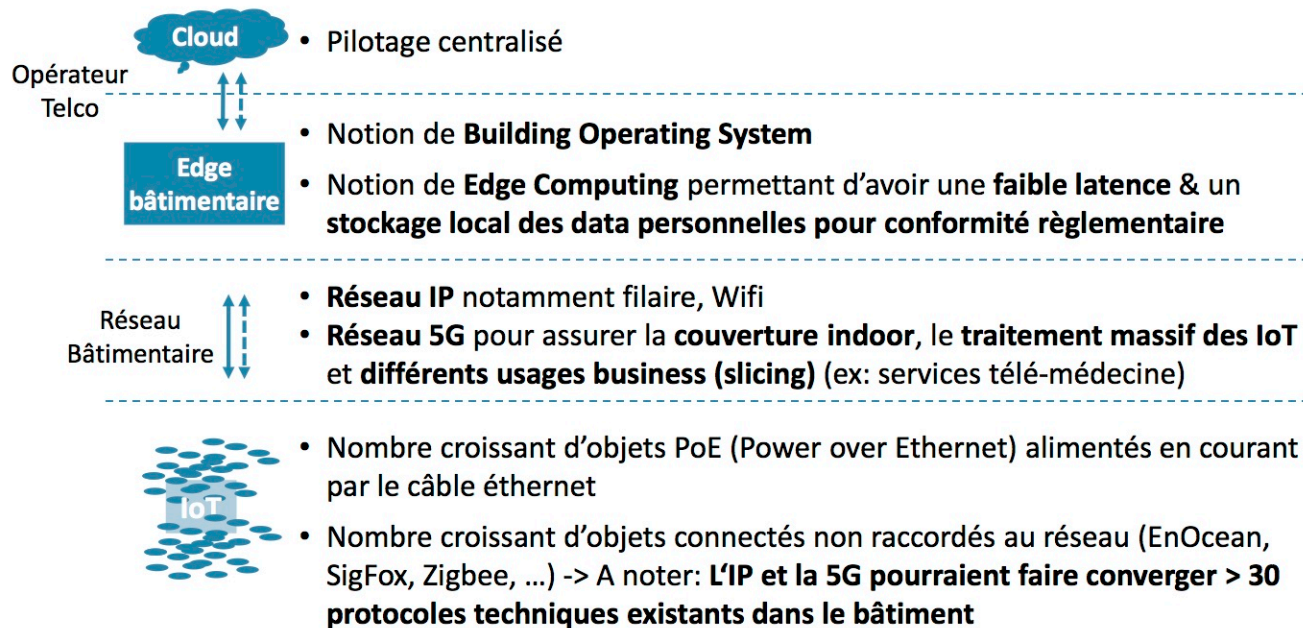 Cloud
• Pilotage centralisé
Opérateur
Telco
• Notion de Building Operating System
Edge
bâtimentaire
• Notion de Edge Computing permettant d’avoir une faible latence & un
stockage local des data personnelles pour conformité règlementaire
Réseau
Bâtimentaire
• Réseau IP notamment filaire, Wifi
• Réseau 5G pour assurer la couverture indoor, le traitement massif des IoT
et différents usages business (slicing) (ex: services télé-médecine)
IoT
• Nombre croissant d’objets PoE (Power over Ethernet) alimentés en courant
par le câble éthernet
• Nombre croissant d’objets connectés non raccordés au réseau (EnOcean,
SigFox, Zigbee, ...) -> A noter: L‘IP et la 5G pourraient faire converger > 30
protocoles techniques existants dans le bâtiment